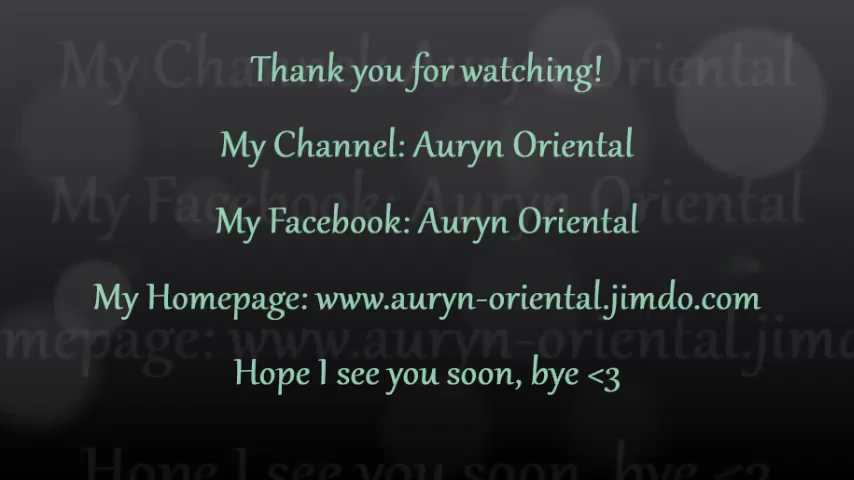 Thank you for watching!
My Channel: Auryn Oriental
My Facebook: Auryn Oriental
My Homepage: www.auryn-oriental.jimdo.com
Hope I see you soon, bye <3